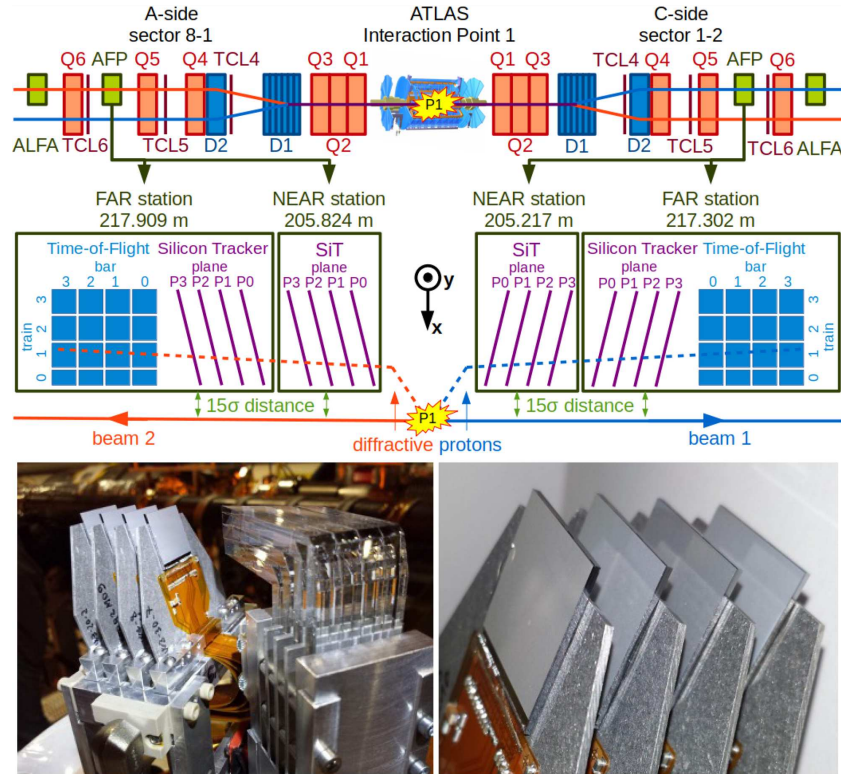 A-side
sector 8-1
ATLAS
Interaction Point 1
C-side
sector 1-2
Q6 AFP Q5 Q4 TCL4 Q3 Q1 P1 Q1 Q3 TCL4 Q4 Q5 AFP Q6
ALFA TCL6 TCL5 D2 D1 Q2 Q2 D1 D2 TCL5 TCL6 ALFA
FAR station
217.909 m
NEAR station
205.824 m
NEAR station
205.217 m
FAR station
217.302 m
Time-of-Flight
bar
3 2 1 0
train
3
2
1
0
Silicon Tracker
plane
P3 P2 P1 P0
SiT
plane
P3 P2 P1 P0
y
x
SiT
plane
P0 P1 P2 P3
Silicon Tracker
plane
P0 P1 P2 P3
Time-of-Flight
bar
0 1 2 3
3
2
1
0
train
15σ distance
15σ distance
P1
beam 2
diffractive protons
beam 1